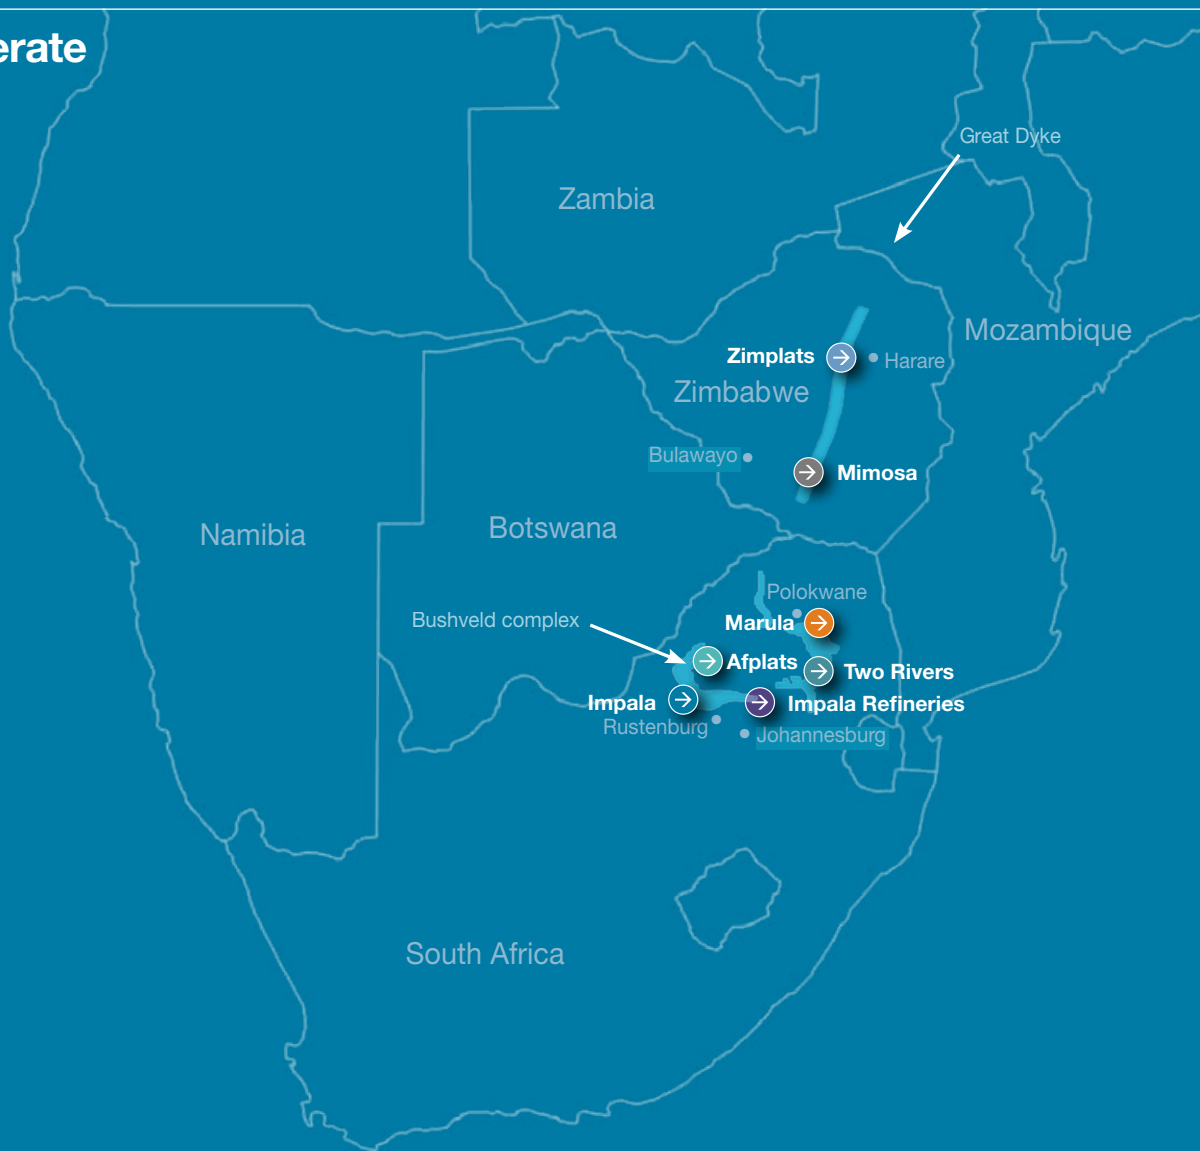 erate
Great Dyke
Zambia
Mozambique
Zimplats
Harare
Zimbabwe
Bulawayo
Mimosa
Namibia
Botswana
Polokwane
Bushveld complex
Marula
Afplats
Two Rivers
Impala
Impala Refineries
Rustenburg
Johannesburg
South Africa